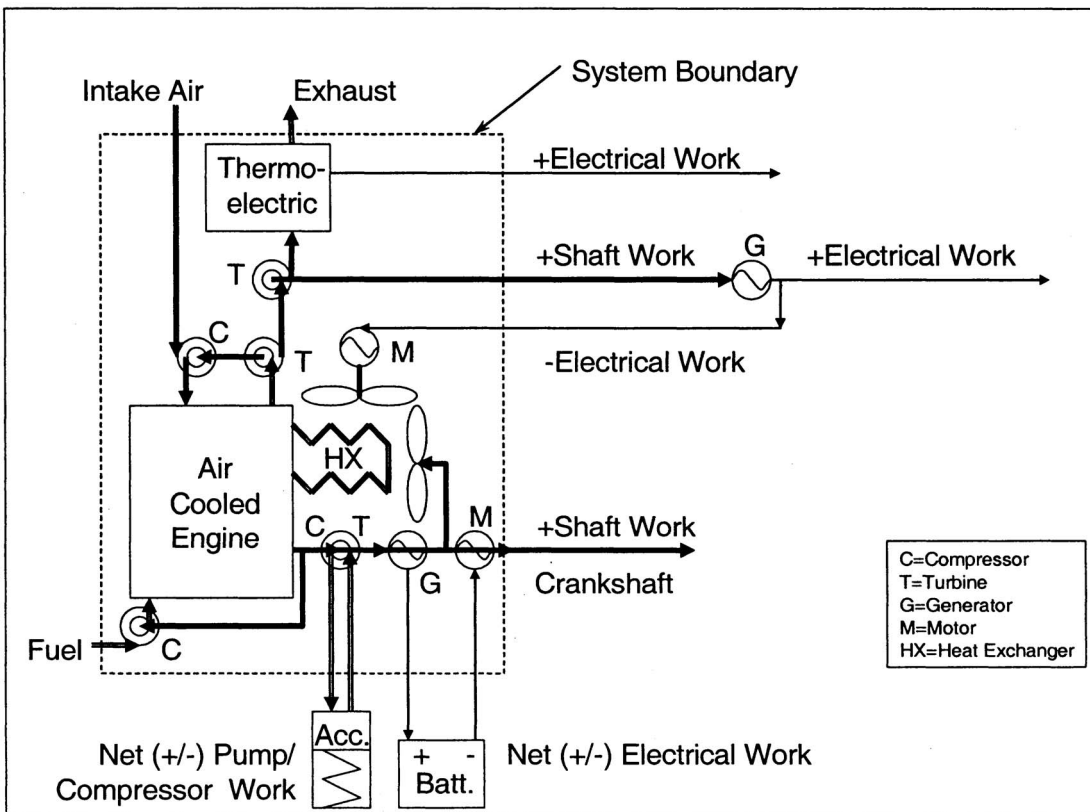 System Boundary
Intake Air
Exhaust
Thermo-
electric
+Electrical Work
T
+Shaft Work
G
+Electrical Work
C
T
M
-Electrical Work
HX
Air
Cooled
Engine
C
T
M
+Shaft Work
G
Crankshaft
Fuel
C
C=Compressor
T=Turbine
G=Generator
M=Motor
HX=Heat Exchanger
Net (+/-) Pump/
Compressor Work
Acc.
+ -
Batt.
Net (+/-) Electrical Work